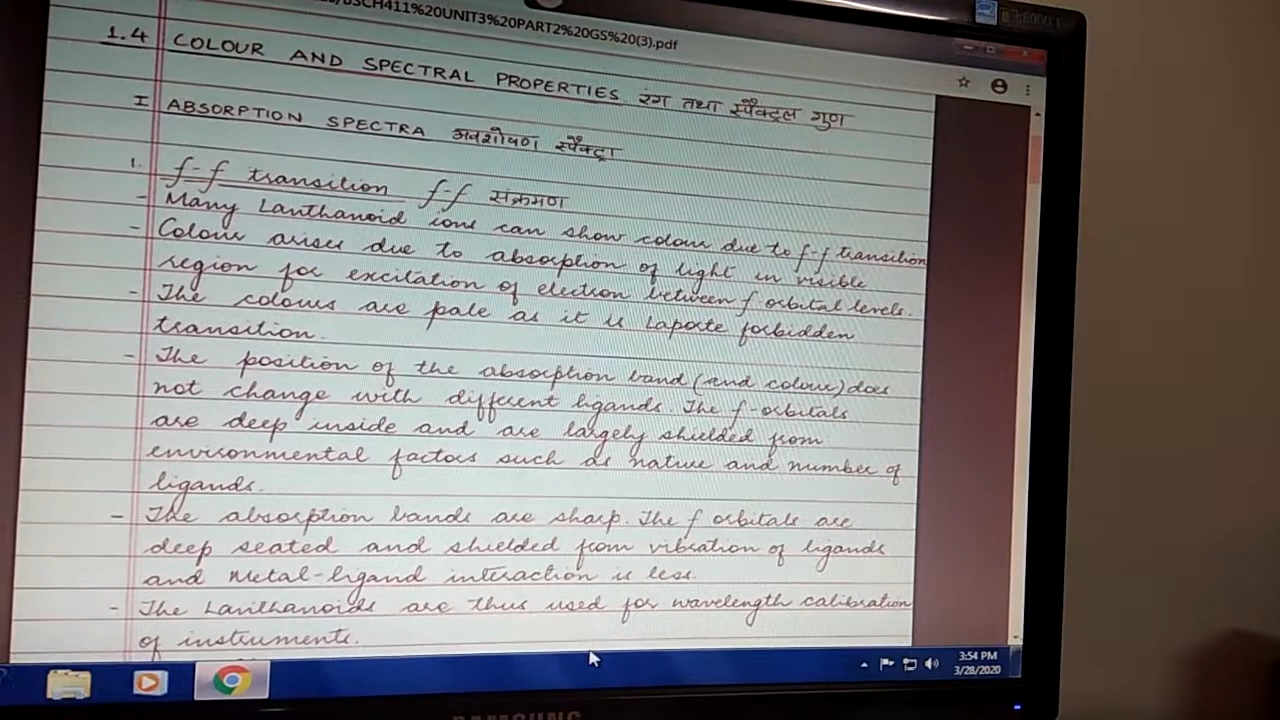 /BSCH411%20UNIT3%20PART2%20GS%20(3).pdf
1.4 COLOUR AND SPECTRAL PROPERTIES. रंग तथा स्पैक्ट्रल गुण
I ABSORPTION SPECTRA अवशोषण स्पैक्ट्रा
1. f-f transition f-f संक्रमण
- Many Lanthanoid ions can show colour due to f-f transition
- Colour arises due to absorption of light in visible
region for excitation of electron between f orbital levels.
- The colours are pale as it is Laporte forbidden
transition.
- The position of the absorption band (and colour) does
not change with different ligands. The f-orbitals
are deep inside and are largely shielded from
environmental factors such as nature and number of
ligands.
- The absorption bands are sharp. The f orbitals are
deep seated and shielded from vibration of ligands
and Metal-ligand interaction is less.
- The Lanthanoids are thus used for wavelength calibration
of instruments.
3:54 PM
3/28/2020
SAMSUNG